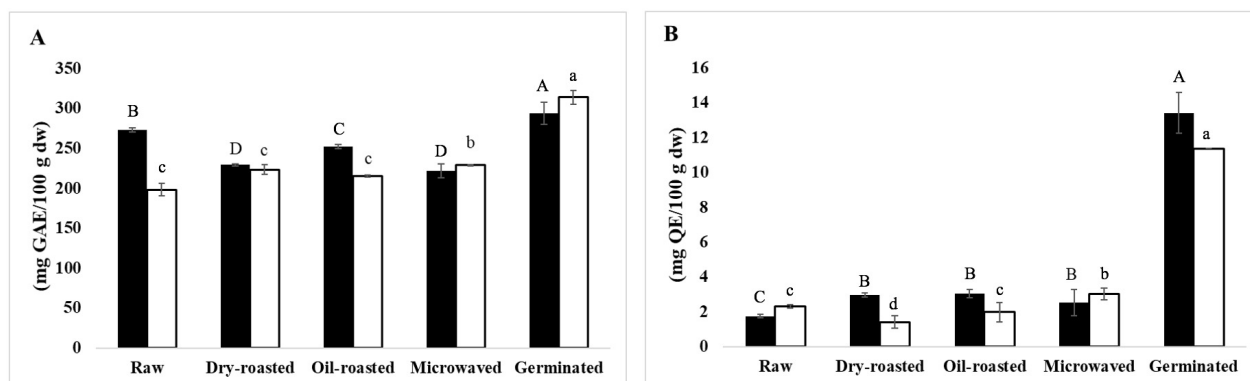 A
(mg GAE/100 g dw)
350
300
250
200
150
100
50
0
B
c
D
c
C
c
D
b
A
a
Raw
Dry-roasted
Oil-roasted
Microwaved
Germinated
B
(mg QE/100 g dw)
16
14
12
10
8
6
4
2
0
C
c
B
d
B
c
B
b
A
a
Raw
Dry-roasted
Oil-roasted
Microwaved
Germinated